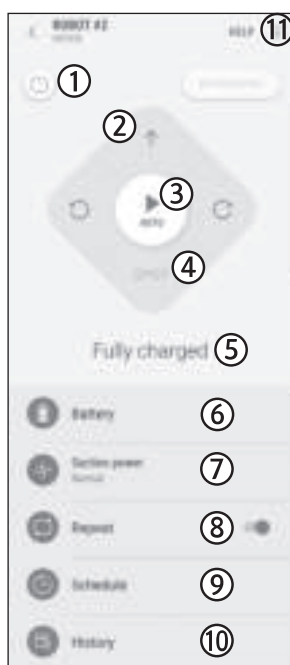 ROBOT #2
HELP ⑪
①
②
③
AUTO
④
Fully charged ⑤
Battery ⑥
Suction power ⑦
Normal
Repeat ⑧
Schedule ⑨
History ⑩